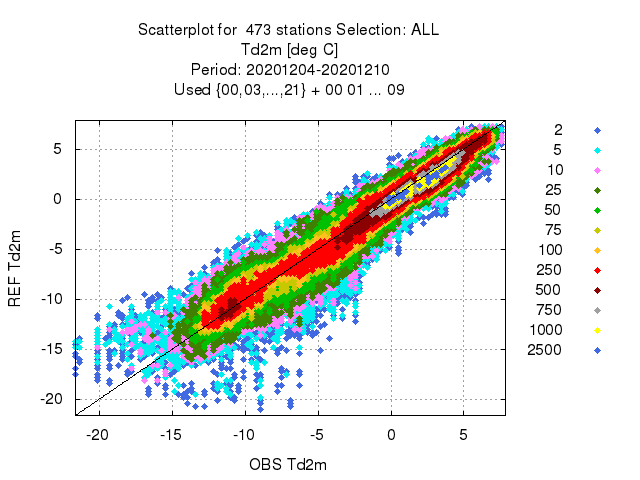 Scatterplot for  473 stations Selection: ALL
Td2m [deg C]
Period: 20201204-20201210
Used {00,03,...,21} + 00 01 ... 09
REF Td2m
5
0
-5
-10
-15
-20
-20 -15 -10 -5 0 5
OBS Td2m
2
5
10
25
50
75
100
250
500
750
1000
2500